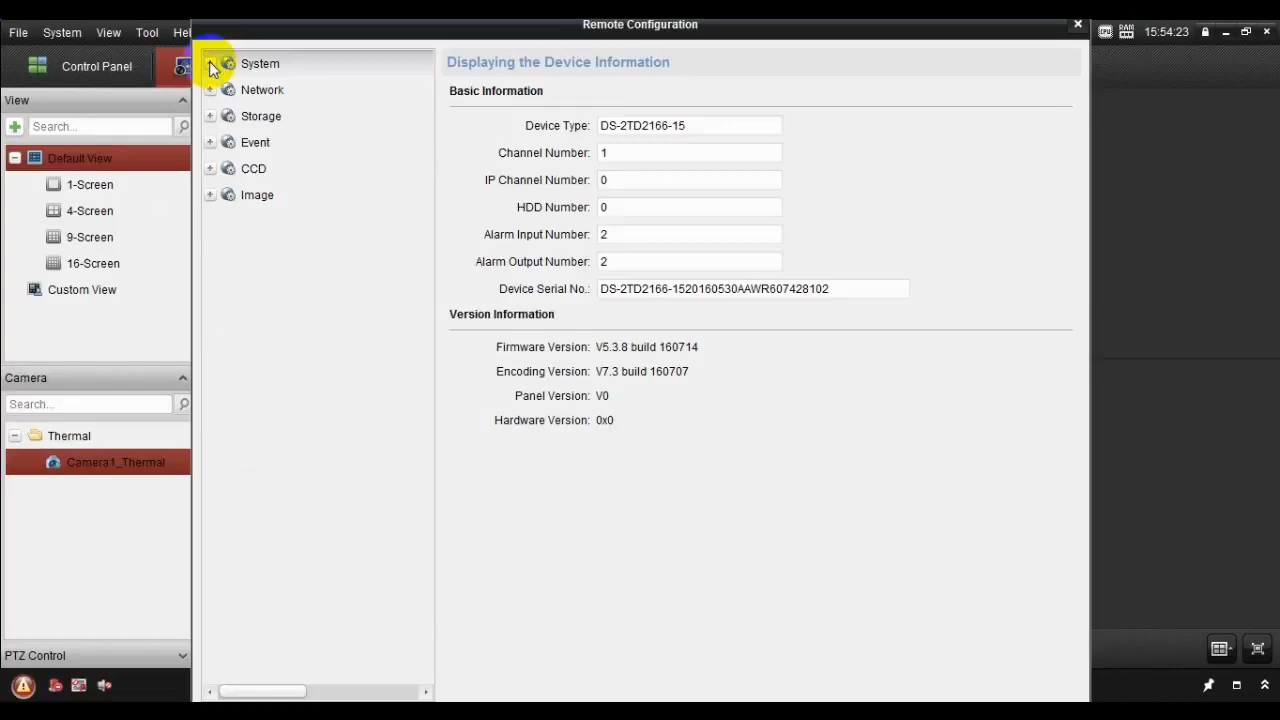 Remote Configuration
File System View Tool Hel
CPU RAM 15:54:23
Control Panel
View
Search...
Default View
1-Screen
4-Screen
9-Screen
16-Screen
Custom View
Camera
Search...
Thermal
Camera1_Thermal
PTZ Control
System
Network
Storage
Event
CCD
Image
Displaying the Device Information
Basic Information
Device Type: DS-2TD2166-15
Channel Number: 1
IP Channel Number: 0
HDD Number: 0
Alarm Input Number: 2
Alarm Output Number: 2
Device Serial No.: DS-2TD2166-1520160530AAWR607428102
Version Information
Firmware Version: V5.3.8 build 160714
Encoding Version: V7.3 build 160707
Panel Version: V0
Hardware Version: 0x0